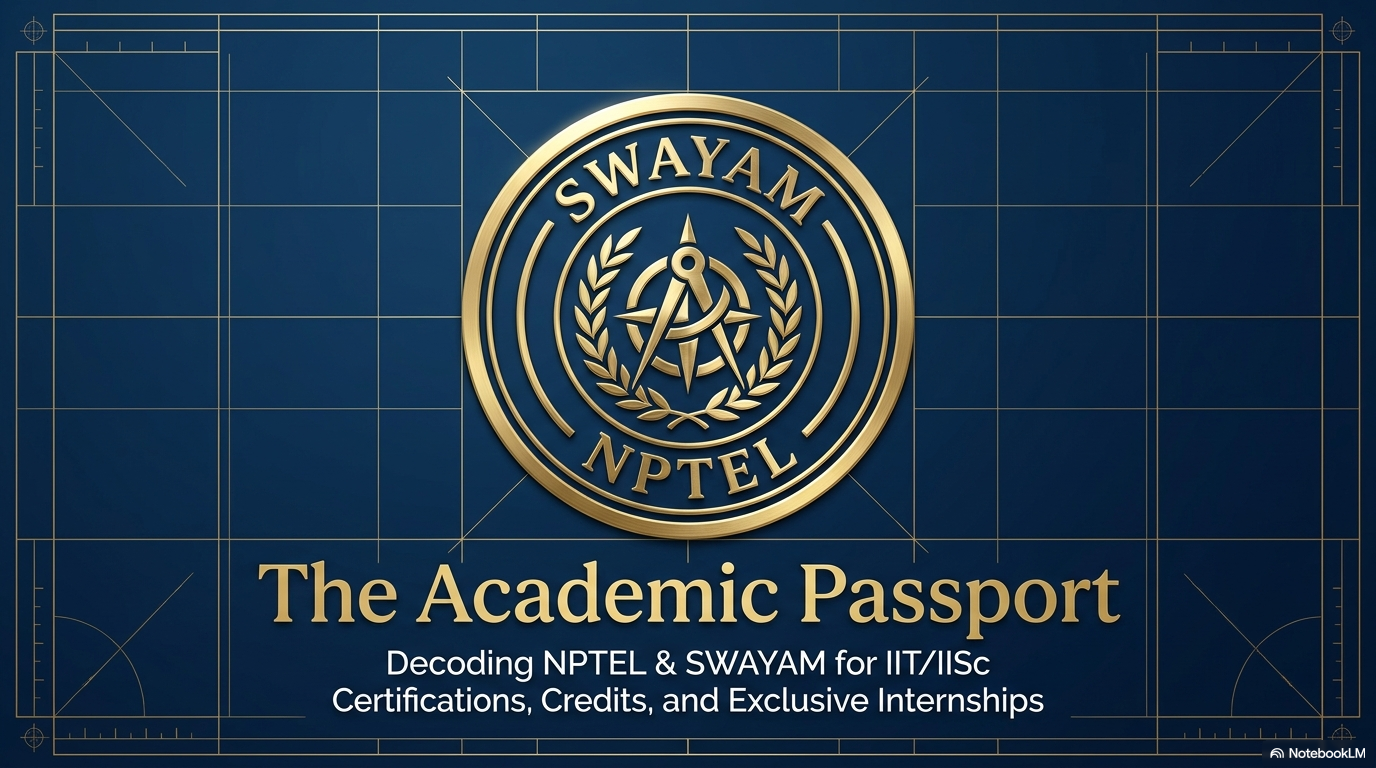 SWAYAM
NPTEL
The Academic Passport
Decoding NPTEL & SWAYAM for IIT/IISc
Certifications, Credits, and Exclusive Internships
NotebookLM